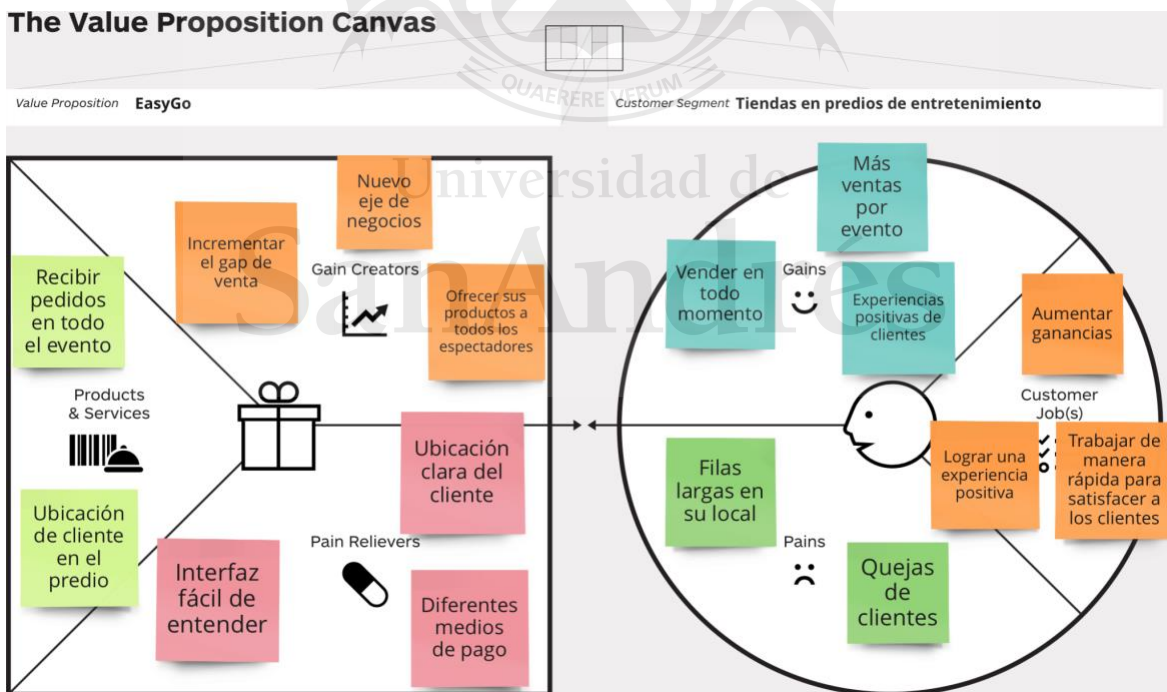 The Value Proposition Canvas
QUAERERE VERUM
Value Proposition EasyGo
Customer Segment Tiendas en predios de entretenimiento
Universidad de
SanAndrés
Nuevo
eje de
negocios
Incrementar
el gap de
venta
Gain Creators
Ofrecer sus
productos a
todos los
espectadores
Recibir
pedidos
en todo
el evento
Products
& Services
Ubicación
de cliente
en el
predio
Ubicación
clara del
cliente
Pain Relievers
Interfaz
fácil de
entender
Diferentes
medios
de pago
Más
ventas
por
evento
Vender en
todo
momento
Gains
Experiencias
positivas de
clientes
Aumentar
ganancias
Customer
Job(s)
Lograr una
experiencia
positiva
Trabajar de
manera
rápida para
satisfacer a
los clientes
Filas
largas en
su local
Pains
Quejas
de
clientes